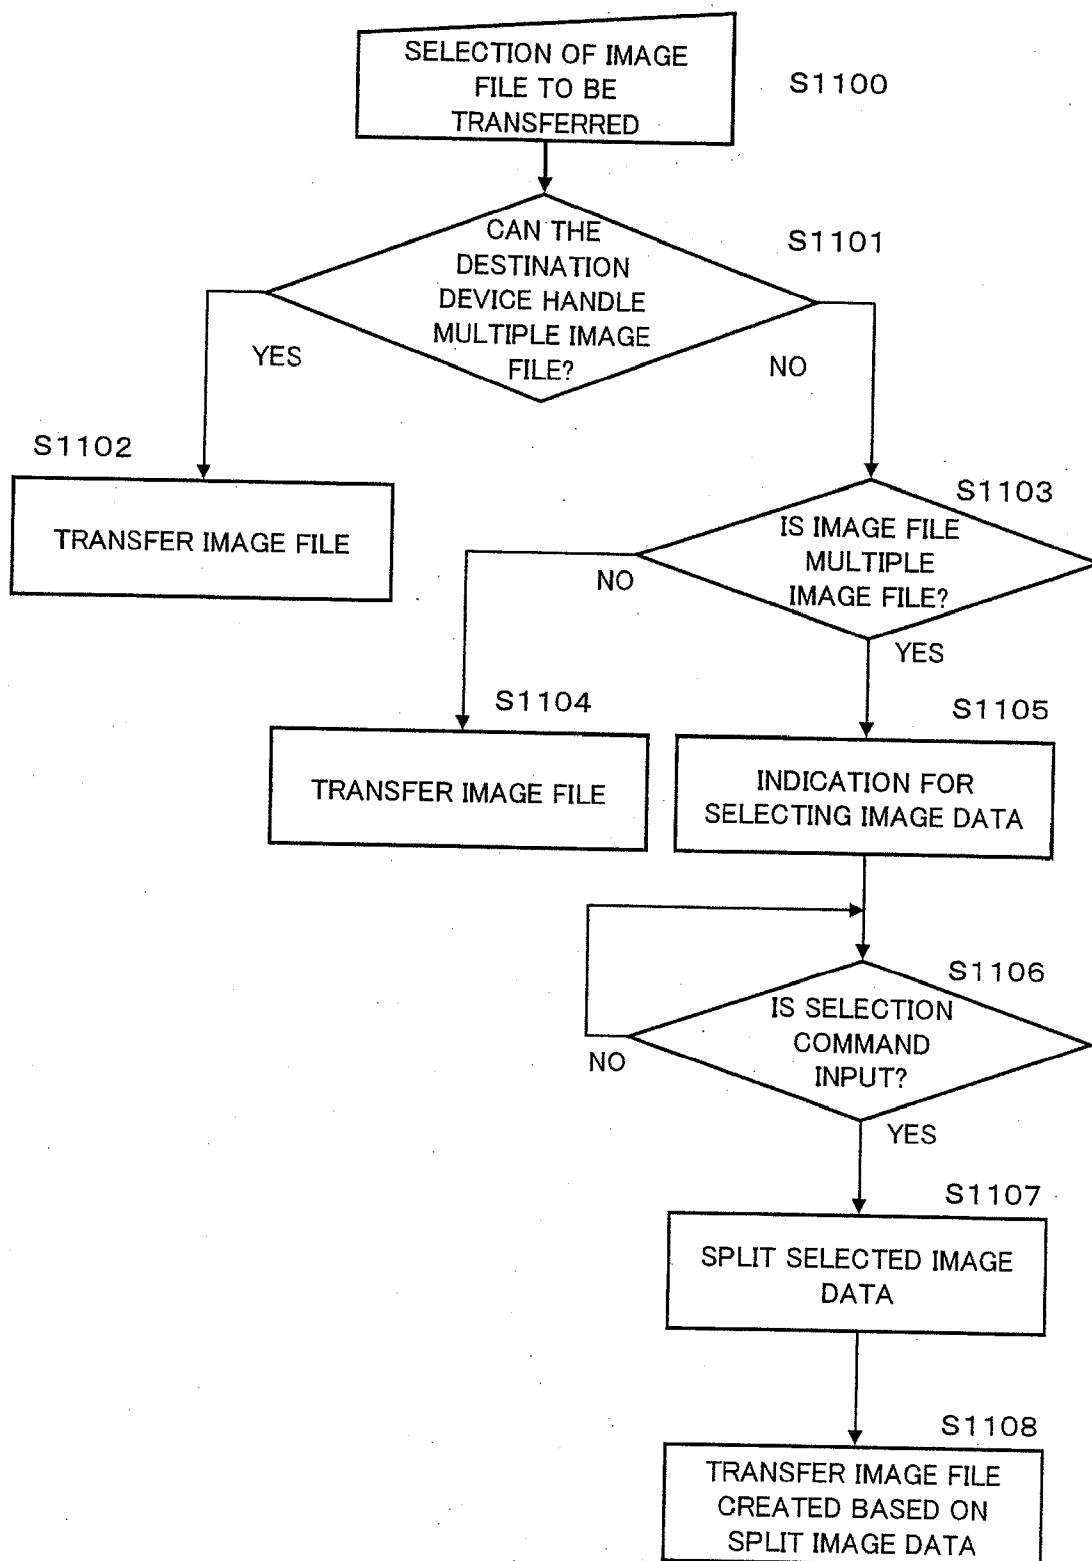 SELECTION OF IMAGE
FILE TO BE
TRANSFERRED
S1100
CAN THE
DESTINATION
DEVICE HANDLE
MULTIPLE IMAGE
FILE?
S1101
YES
NO
S1102
TRANSFER IMAGE FILE
S1103
IS IMAGE FILE
MULTIPLE
IMAGE FILE?
NO
YES
S1104
TRANSFER IMAGE FILE
S1105
INDICATION FOR
SELECTING IMAGE DATA
S1106
IS SELECTION
COMMAND
INPUT?
NO
YES
S1107
SPLIT SELECTED IMAGE
DATA
S1108
TRANSFER IMAGE FILE
CREATED BASED ON
SPLIT IMAGE DATA